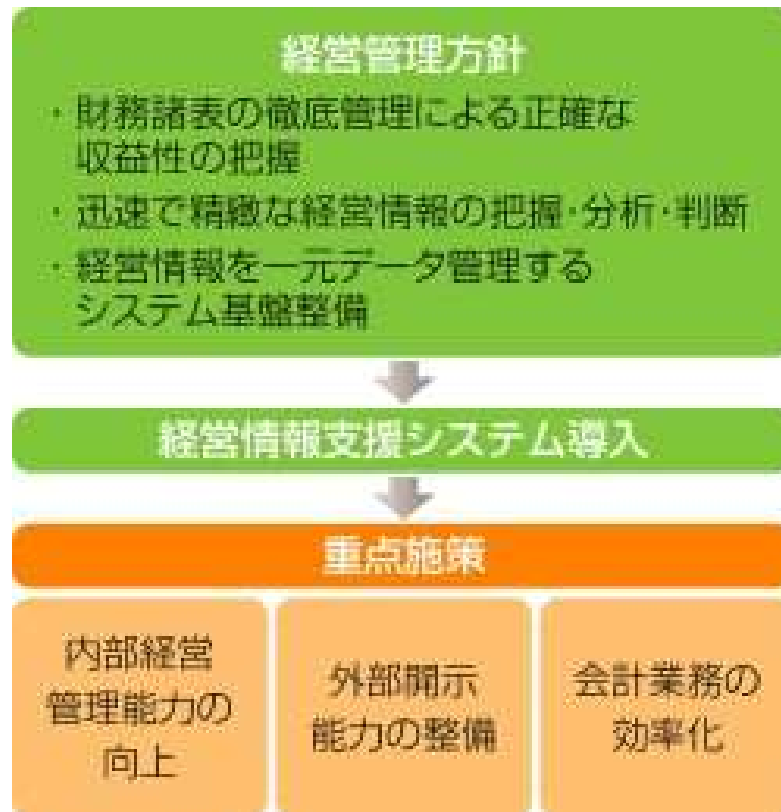 経営管理方針
・財務諸表の徹底管理による正確な
収益性の把握
・迅速で精緻な経営情報の把握・分析・判断
・経営情報を一元データ管理する
システム基盤整備
経営情報支援システム導入
重点施策
内部経営
管理能力の
向上
外部開示
能力の整備
会計業務の
効率化